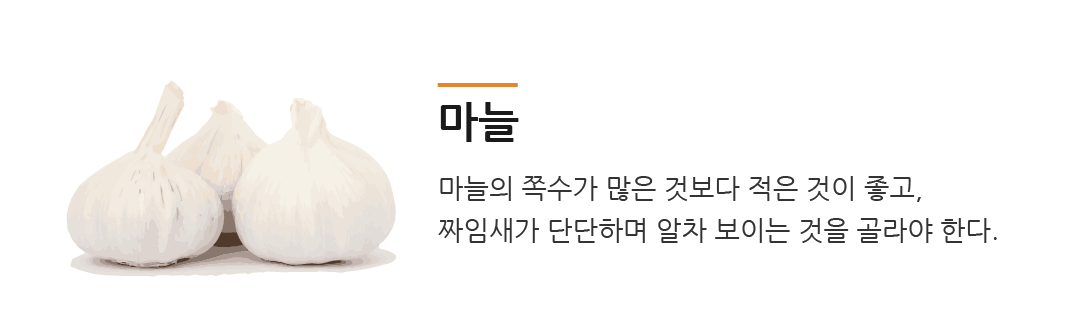 마늘
마늘의 쪽수가 많은 것보다 적은 것이 좋고,
짜임새가 단단하며 알차 보이는 것을 골라야 한다.